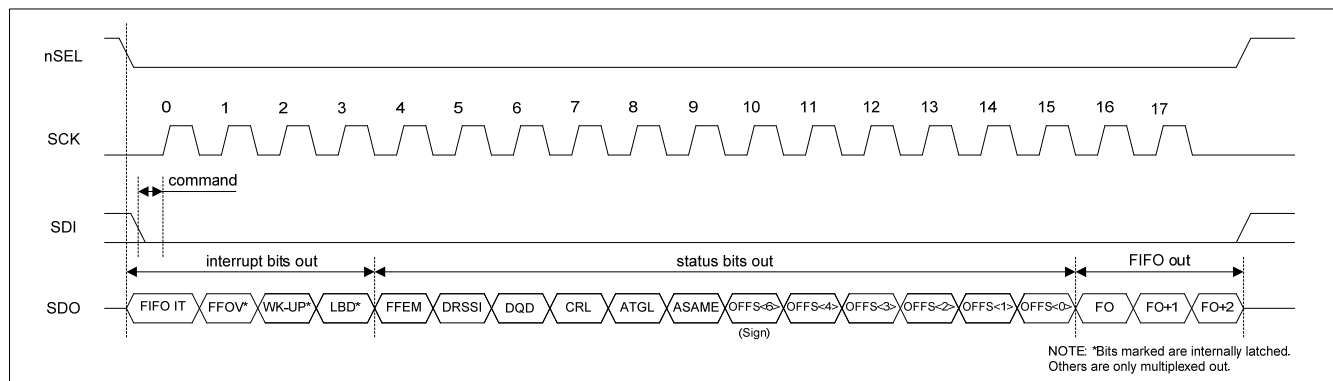 nSEL
0 1 2 3 4 5 6 7 8 9 10 11 12 13 14 15 16 17
SCK
command
SDI
interrupt bits out status bits out FIFO out
SDO FIFO IT FFOV* WK-UP* LBD* FFEM DRSSI DQD CRL ATGL ASAME OFFS<6> OFFS<4> OFFS<3> OFFS<2> OFFS<1> OFFS<0> FO FO+1 FO+2
(Sign)
NOTE: *Bits marked are internally latched.
Others are only multiplexed out.